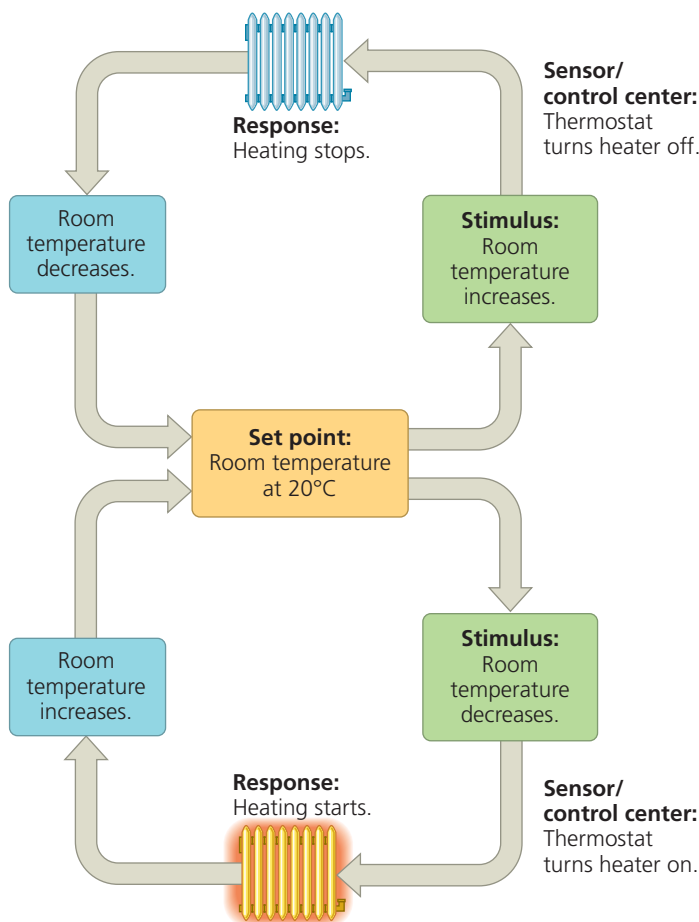 Response:
Heating stops.
Sensor/
control center:
Thermostat
turns heater off.
Room
temperature
decreases.
Stimulus:
Room
temperature
increases.
Set point:
Room temperature
at 20°C
Room
temperature
increases.
Stimulus:
Room
temperature
decreases.
Response:
Heating starts.
Sensor/
control center:
Thermostat
turns heater on.